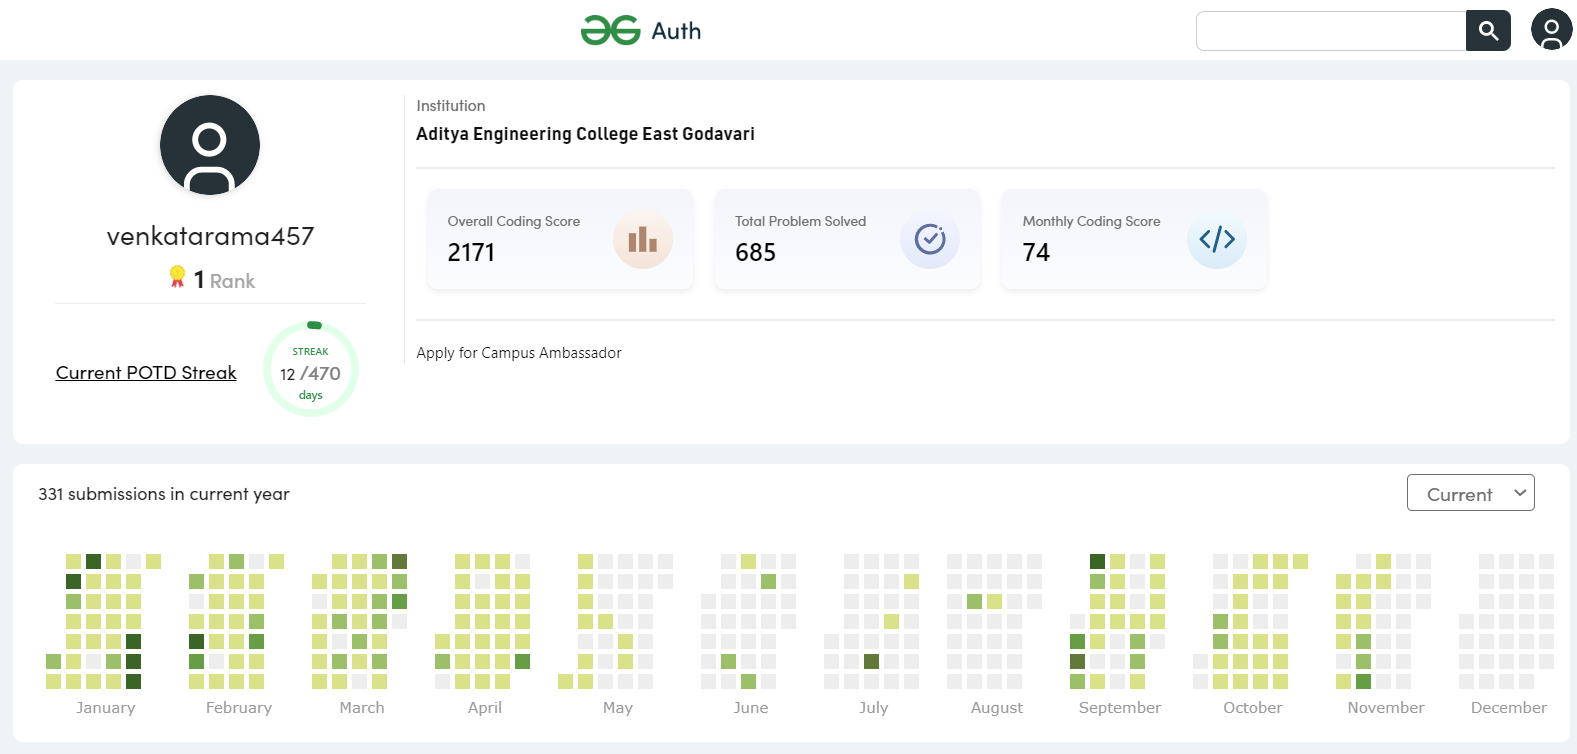 Auth
Institution
Aditya Engineering College East Godavari
venkatarama457
1 Rank
Current POTD Streak
STREAK
12 /470
days
Overall Coding Score
2171
Total Problem Solved
685
Monthly Coding Score
74
Apply for Campus Ambassador
331 submissions in current year
Current
January February March April May June July August September October November December